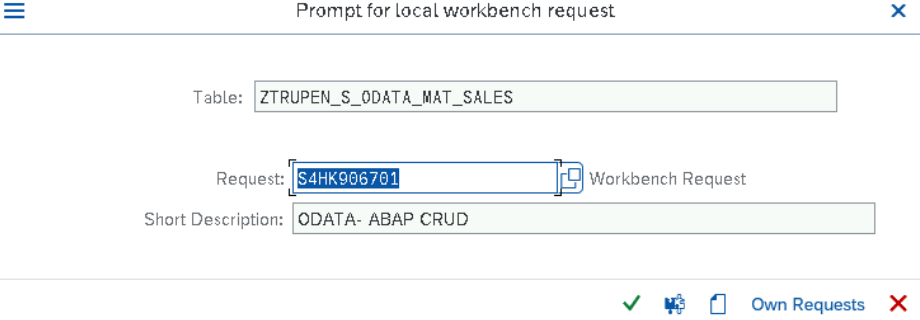 Prompt for local workbench request
Table: ZTRUPEN_S_ODATA_MAT_SALES
Request: S4HK906701 Workbench Request
Short Description: ODATA- ABAP CRUD
Own Requests